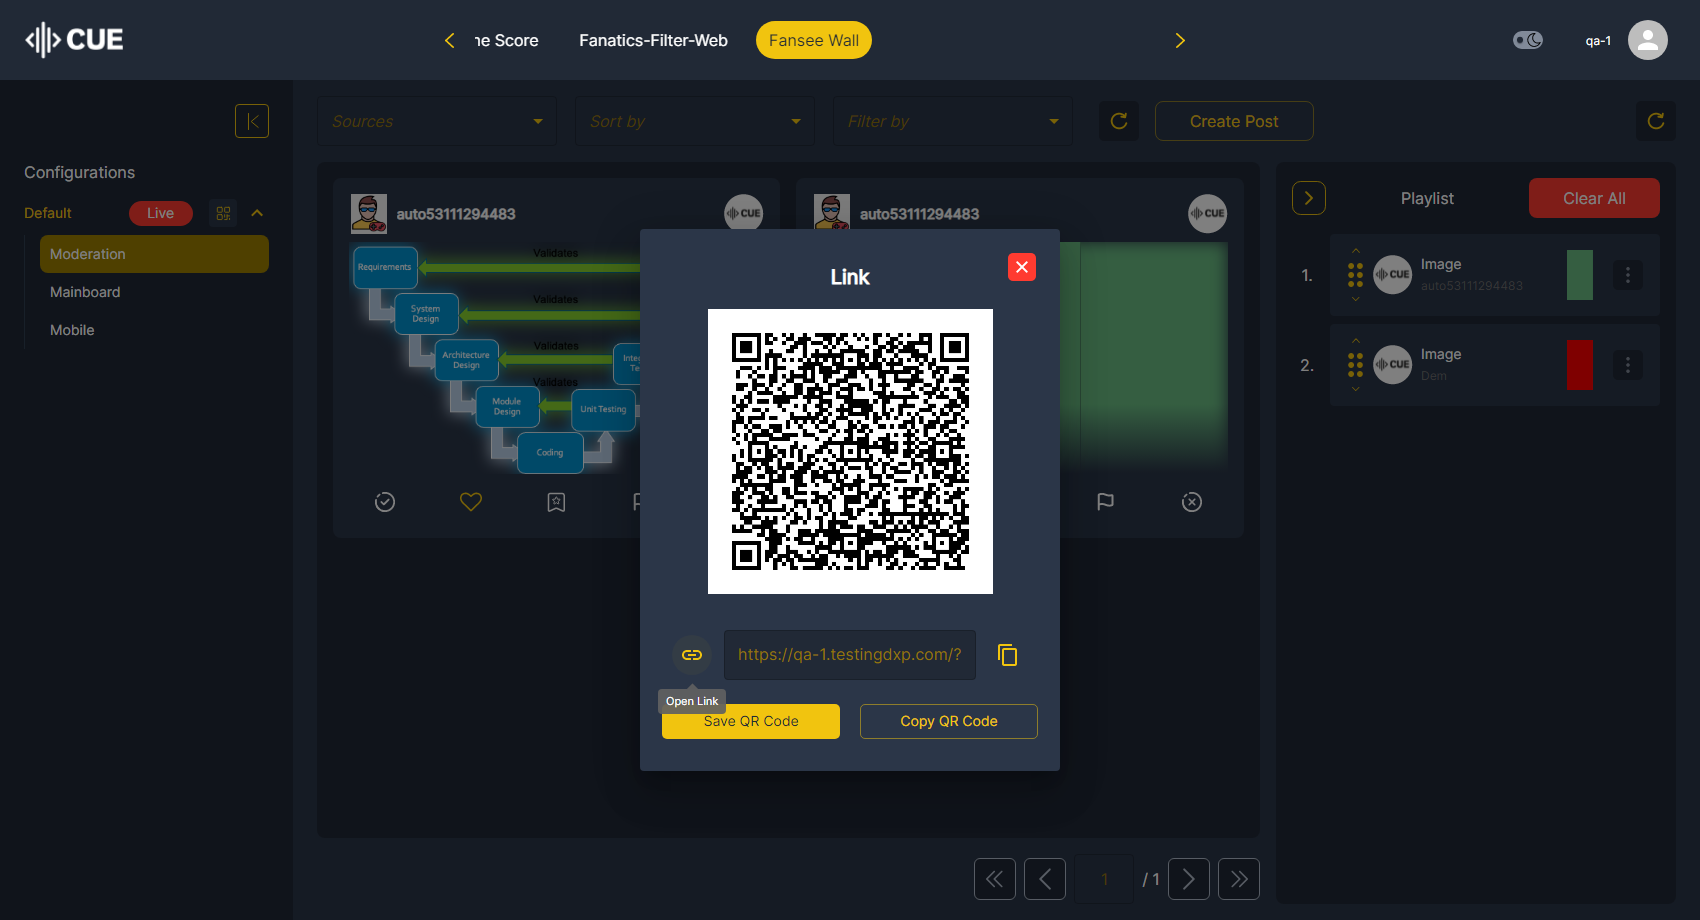 CUE
ne Score
Fanatics-Filter-Web
Fansee Wall
qa-1
Sources
Sort by
Filter by
Create Post
Configurations
Default
Live
Moderation
Mainboard
Mobile
auto53111294483
CUE
Validates
Requirements
Validates
System
Design
Validates
Architecture
Design
Validates
Module
Design
Unit Testing
Coding
auto53111294483
CUE
Link
https://qa-1.testingdxp.com/?
Open Link
Save QR Code
Copy QR Code
Playlist
Clear All
1.
CUE
Image
auto53111294483
2.
CUE
Image
Dem
1
/ 1